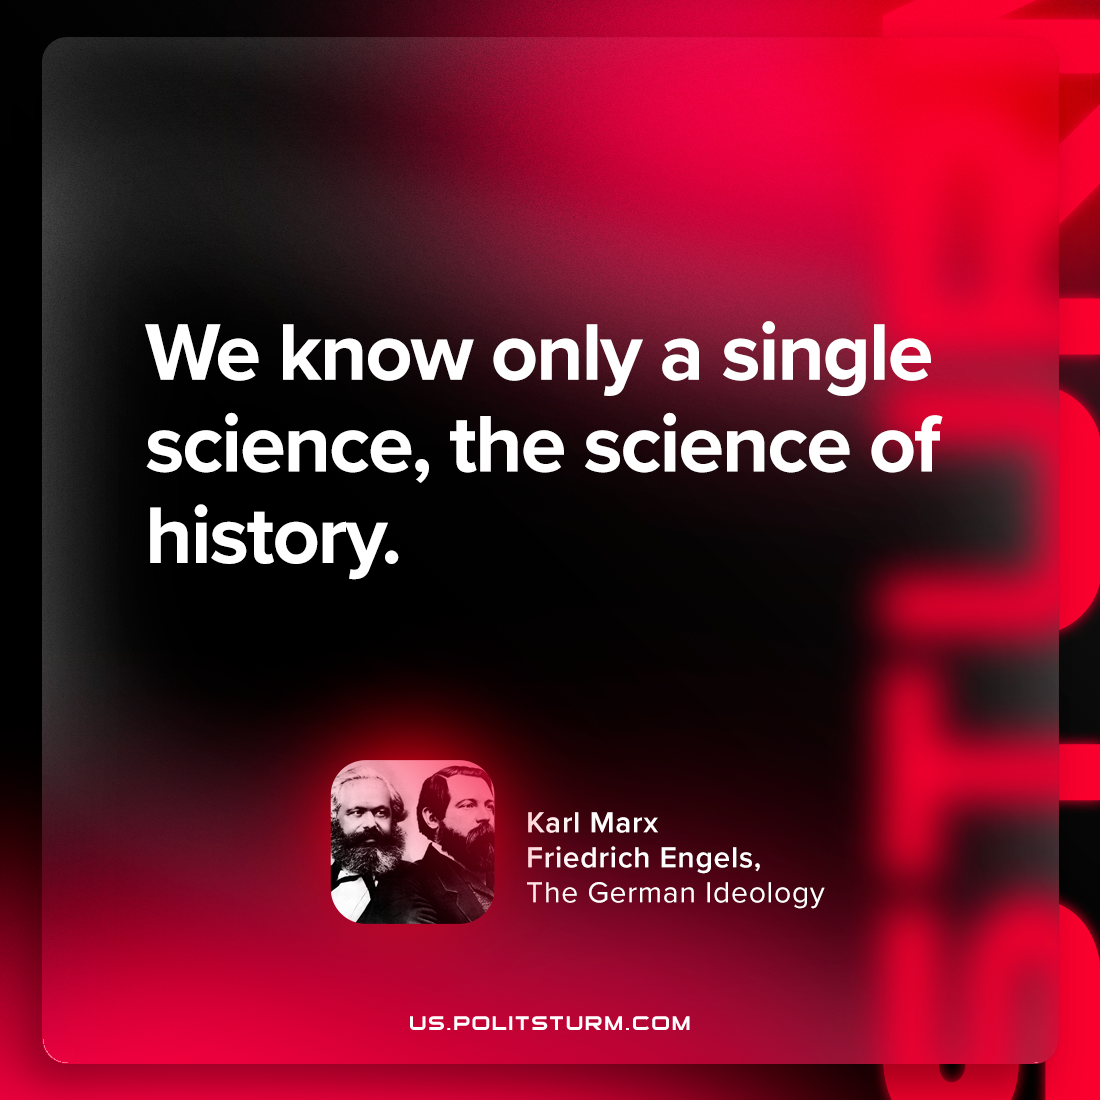 We know only a single
science, the science of
history.
Karl Marx
Friedrich Engels,
The German Ideology
US.POLITSTURM.COM
STURM